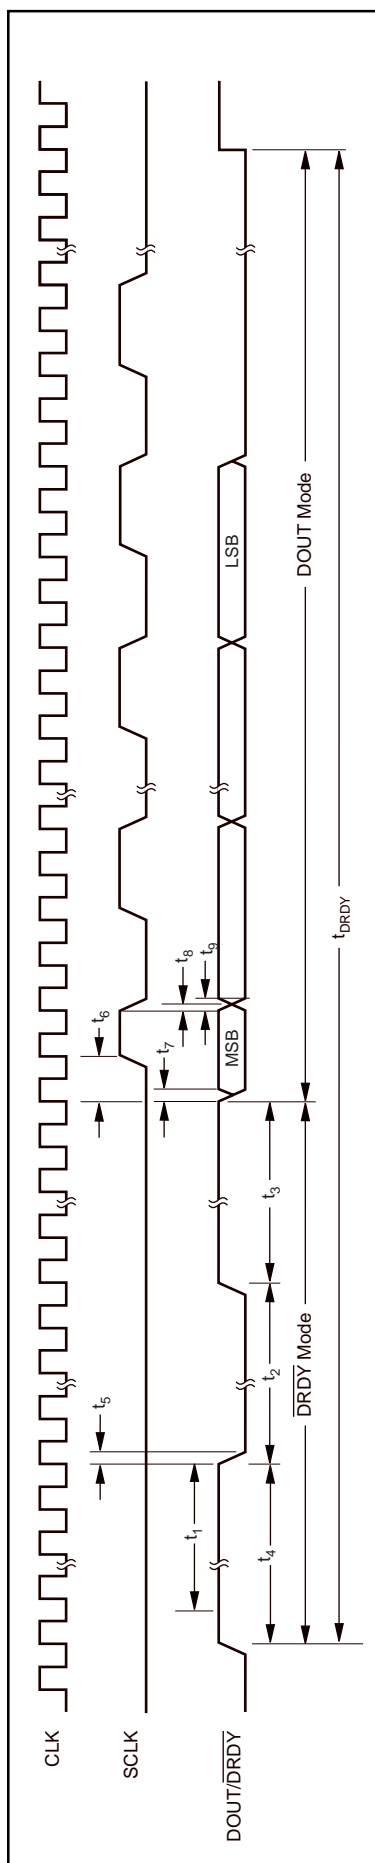 CLK
SCLK
DOUT/DRDY
t4
t1
t5
t2
t3
DRDY Mode
t7
t6
MSB
t8
t9
LSB
DOUT Mode
tDRDY